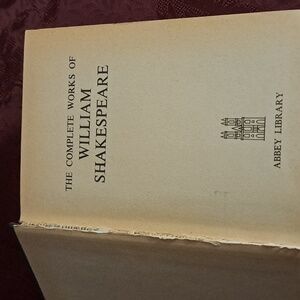 THE COMPLETE WORKS OF
WILLIAM
SHAKESPEARE
ABBEY LIBRARY